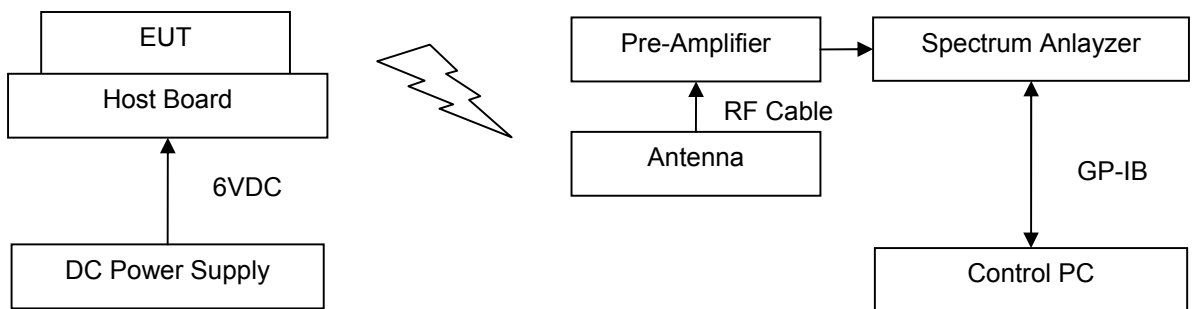 EUT
Host Board
6VDC
DC Power Supply
Pre-Amplifier
Spectrum Anlayzer
RF Cable
Antenna
GP-IB
Control PC